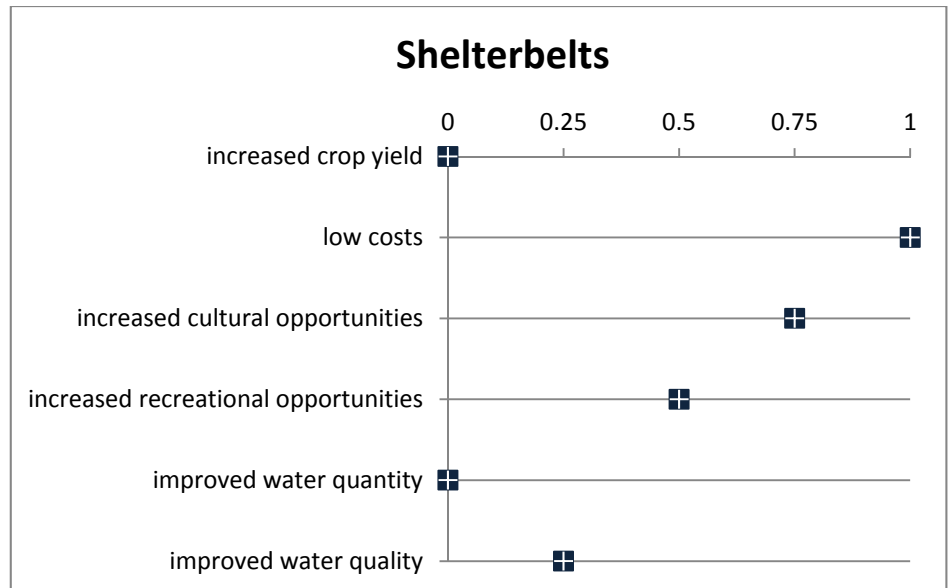 Shelterbelts
0 0.25 0.5 0.75 1
increased crop yield
low costs
increased cultural opportunities
increased recreational opportunities
improved water quantity
improved water quality